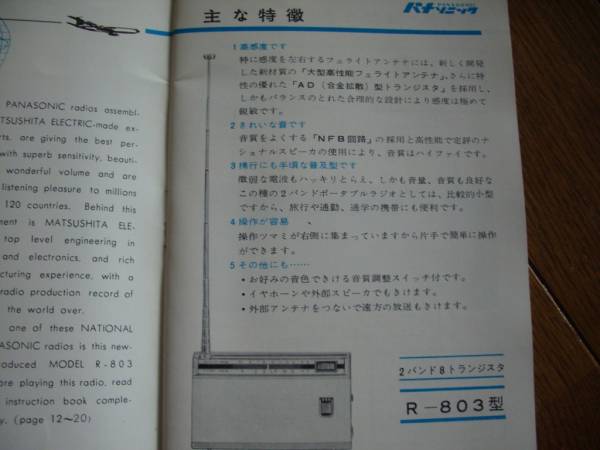 PANASONIC radios assembl-
TSUSHITA ELECTRIC-made ex-
rts, are giving the best per-
with superb sensitivity, beauti-
wonderful volume and are
listening pleasure to millions
120 countries. Behind this
ment is MATSUSHITA ELE-
top level engineering in
and electronics, and rich
cturing experience, with a
radio production record of
the world over.
one of these NATIONAL
ASONIC radios is this new-
roduced MODEL R-803
ore playing this radio, read
instruction book comple-
y. (page 12~20)
主な特徴
PANASONIC
パナソニック
1 高感度です
特に感度を左右するフェライトアンテナには、新しく開発
した新材質の「大型高性能フェライトアンテナ」、さらに特
性の優れた「AD(合金拡散)型トランジスタ」を採用し、
しかもバランスのとれた合理的な設計により感度は極めて
鋭敏です。
2 きれいな音です
音質をよくする「NFB回路」の採用と高性能で定評のナ
ショナルスピーカの使用により、音質はハイファイです。
3 携行にも手頃な普及型です
微弱な電波もハッキリとらえ、しかも音量、音質も良好な
この種の2バンドポータブルラジオとしては、比較的小型
ですから、旅行や通勤、通学の携帯にも便利です。
4 操作が容易
操作ツマミが右側に集まっていますから片手で簡単に操作
ができます。
5 その他にも……
・お好みの音色できける音質調整スイッチ付です。
・イヤホーンや外部スピーカでもきけます。
・外部アンテナをつないで遠方の放送もきけます。
2バンド8トランジスタ
R-803型